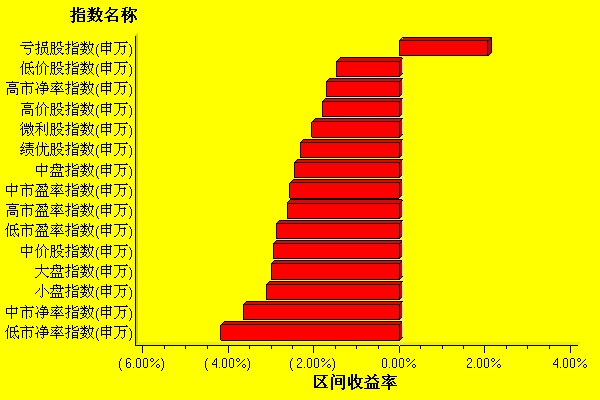 指数名称
亏损股指数(申万)
低价股指数(申万)
高市净率指数(申万)
高价股指数(申万)
微利股指数(申万)
绩优股指数(申万)
中盘指数(申万)
中市盈率指数(申万)
高市盈率指数(申万)
低市盈率指数(申万)
中价股指数(申万)
大盘指数(申万)
小盘指数(申万)
中市净率指数(申万)
低市净率指数(申万)
(6.00%) (4.00%) (2.00%) 0.00% 2.00% 4.00%
区间收益率